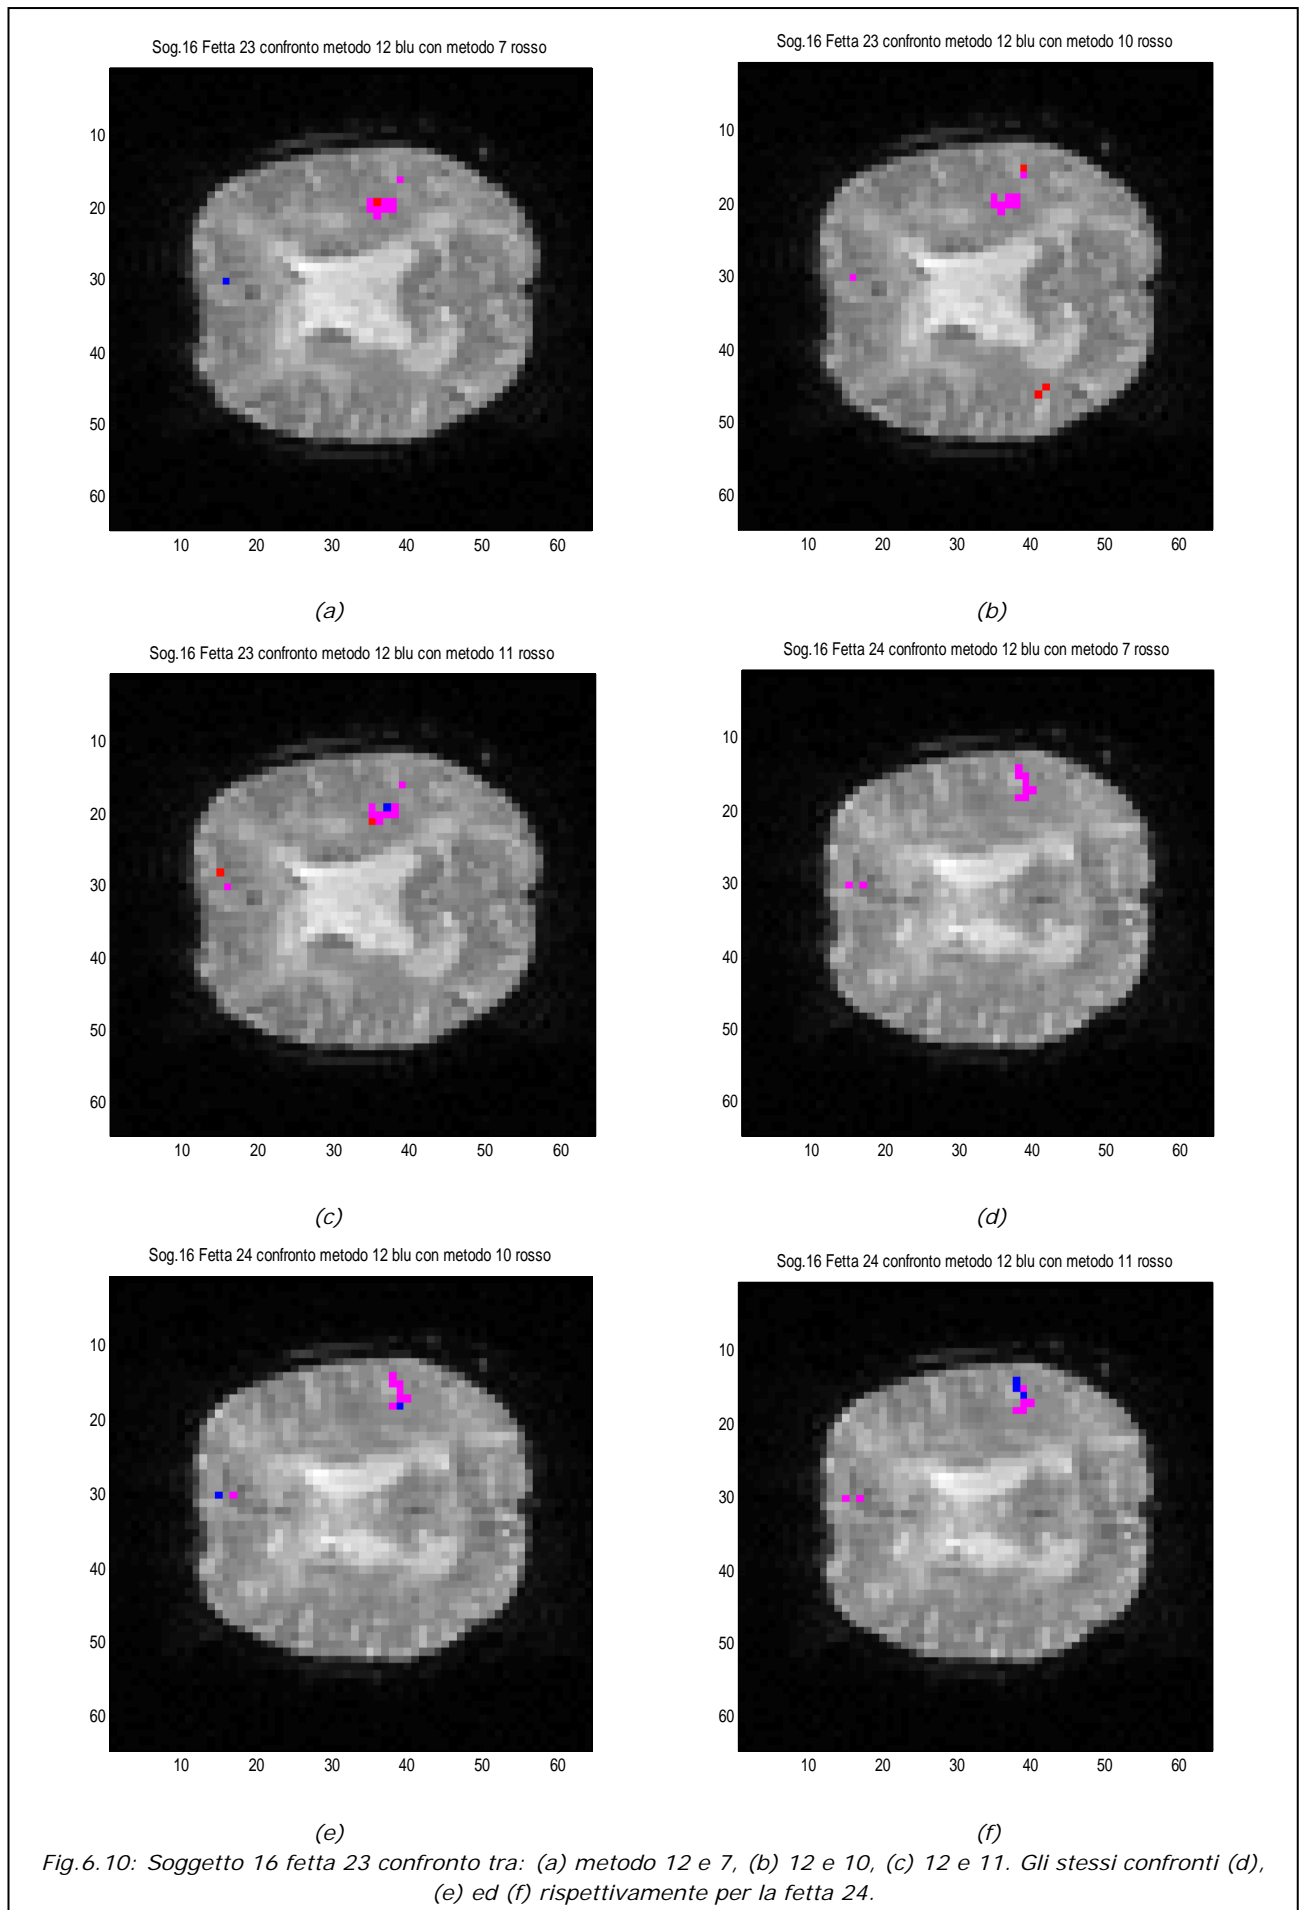 Sog.16 Fetta 23 confronto metodo 12 blu con metodo 7 rosso
10
20
30
40
50
60
10 20 30 40 50 60
(a)
Sog.16 Fetta 23 confronto metodo 12 blu con metodo 10 rosso
10
20
30
40
50
60
10 20 30 40 50 60
(b)
Sog.16 Fetta 23 confronto metodo 12 blu con metodo 11 rosso
10
20
30
40
50
60
10 20 30 40 50 60
(c)
Sog.16 Fetta 24 confronto metodo 12 blu con metodo 7 rosso
10
20
30
40
50
60
10 20 30 40 50 60
(d)
Sog.16 Fetta 24 confronto metodo 12 blu con metodo 10 rosso
10
20
30
40
50
60
10 20 30 40 50 60
(e)
Sog.16 Fetta 24 confronto metodo 12 blu con metodo 11 rosso
10
20
30
40
50
60
10 20 30 40 50 60
(f)
Fig.6.10: Soggetto 16 fetta 23 confronto tra: (a) metodo 12 e 7, (b) 12 e 10, (c) 12 e 11. Gli stessi confronti (d),
(e) ed (f) rispettivamente per la fetta 24.